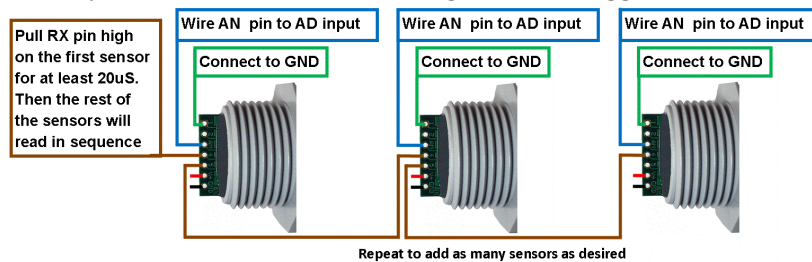 Pull RX pin high
on the first sensor
for at least 20uS.
Then the rest of
the sensors will
read in sequence
Wire AN pin to AD input
Connect to GND
Wire AN pin to AD input
Connect to GND
Wire AN pin to AD input
Connect to GND
Repeat to add as many sensors as desired